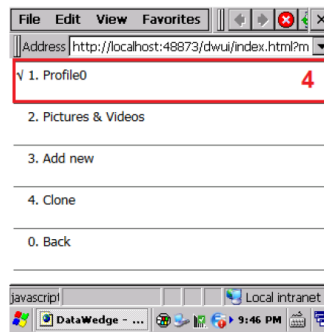 File Edit View Favorites
Address http://localhost:48873/dwui/index.html?m
√ 1. Profile0
4
2. Pictures & Videos
3. Add new
4. Clone
0. Back
javascript
Local intranet
DataWedge - ...
9:46 PM